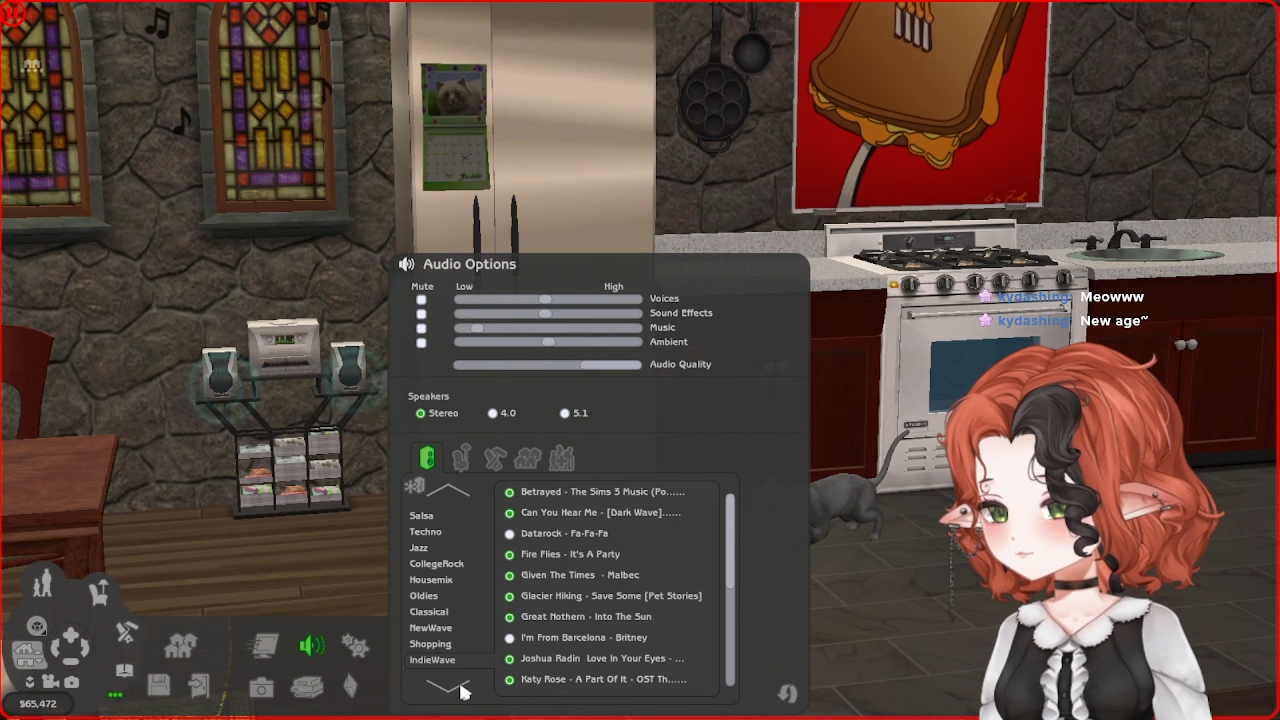 Audio Options
Mute Low High
Voices
Sound Effects
Music
Ambient
Audio Quality
Speakers
Stereo 4.0 5.1
Salsa
Techno
Jazz
CollegeRock
Housemix
Oldies
Classical
NewWave
Shopping
IndieWave
Betrayed - The Sims 3 Music (Po......
Can You Hear Me - [Dark Wave]......
Datarock - Fa-Fa-Fa
Fire Flies - It's A Party
Given The Times - Malbec
Glacier Hiking - Save Some [Pet Stories]
Great Nothern - Into The Sun
I'm From Barcelona - Britney
Joshua Radin Love In Your Eyes - ...
Katy Rose - A Part Of It - OST Th......
kydashing Meowww
kydashing New age~
§65,472